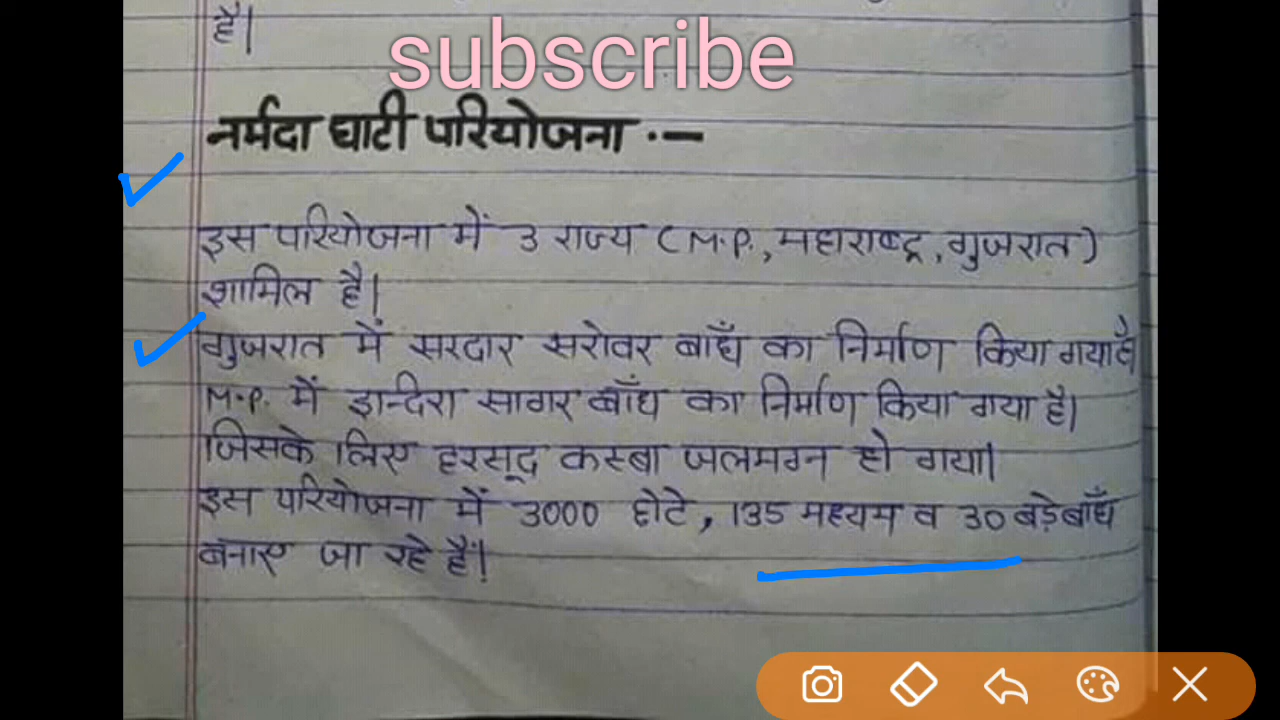 है।
subscribe
नर्मदा घाटी परियोजना :-
इस परियोजना में 3 राज्य (M.P., महाराष्ट्र, गुजरात)
शामिल है।
गुजरात में सरदार सरोवर बाँध का निर्माण किया गया है
M.P. में इन्दिरा सागर बाँध का निर्माण किया गया है।
जिसके लिए हरसूद कस्बा जलमग्न हो गया।
इस परियोजना में 3000 छोटे, 135 मध्यम व 30 बड़े बाँध
बनाए जा रहे हैं।